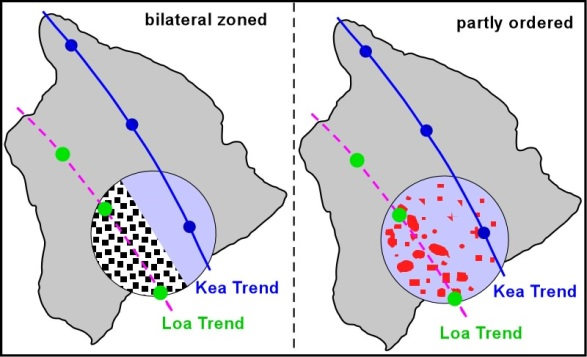 bilateral zoned
Kea Trend
Loa Trend
partly ordered
Kea Trend
Loa Trend